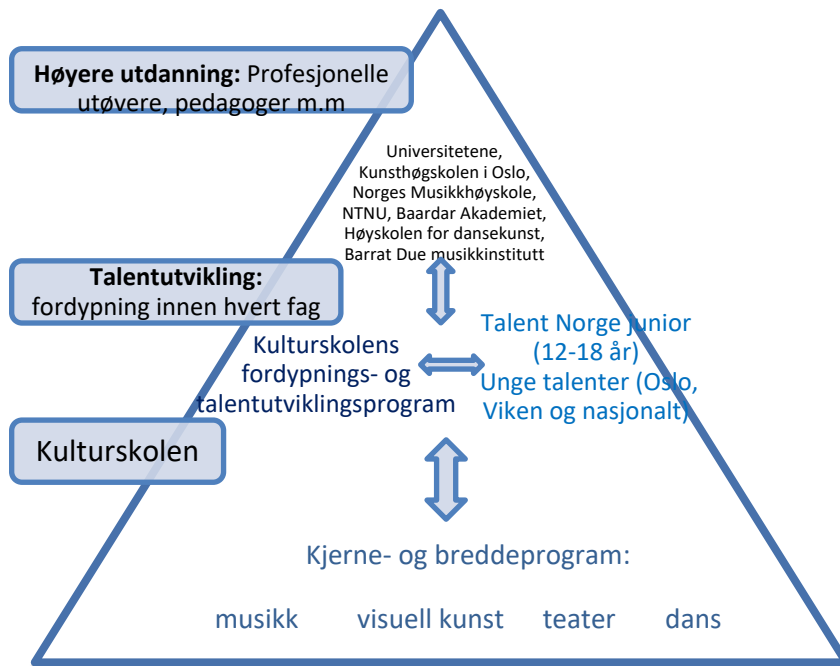 Høyere utdanning: Profesjonelle
utøvere, pedagoger m.m
Universitetene,
Kunsthøgskolen i Oslo,
Norges Musikkhøyskole,
NTNU, Baardar Akademiet,
Høyskolen for dansekunst,
Barrat Due musikkinstitutt
Talentutvikling:
fordypning innen hvert fag
Kulturskolens
fordypnings- og
talentutviklingsprogram
Talent Norge junior
(12-18 år)
Unge talenter (Oslo,
Viken og nasjonalt)
Kulturskolen
Kjerne- og breddeprogram:
musikk visuell kunst teater dans